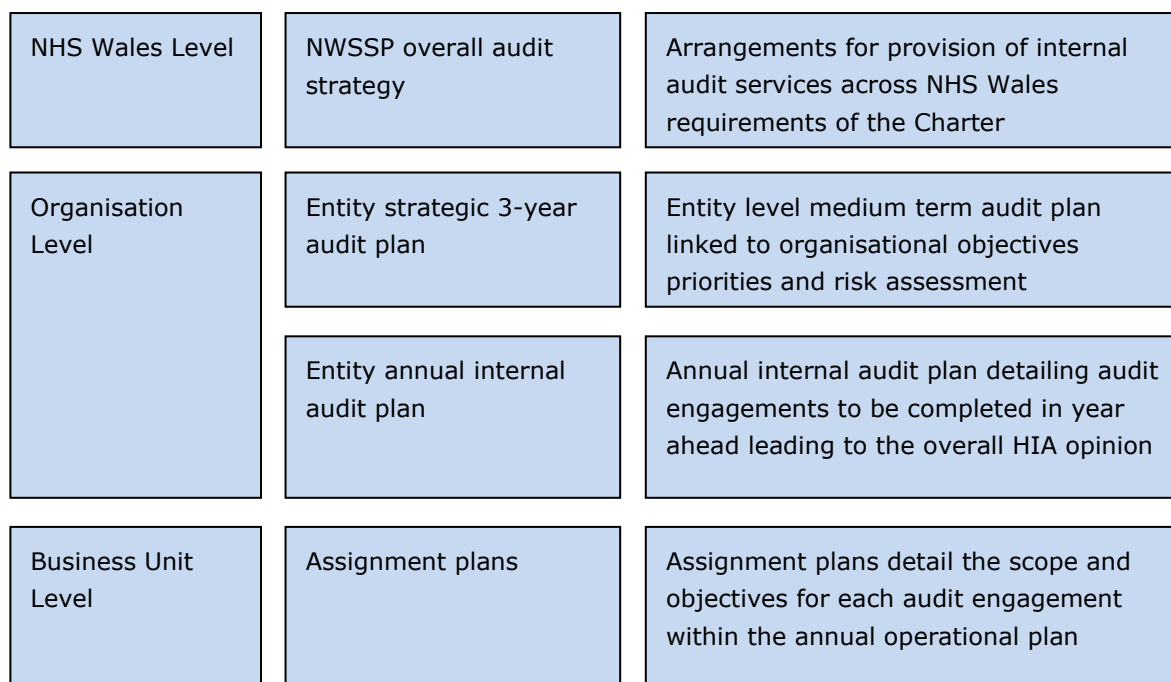 NHS Wales Level
NWSSP overall audit
strategy
Arrangements for provision of internal
audit services across NHS Wales
requirements of the Charter
Organisation
Level
Entity strategic 3-year
audit plan
Entity level medium term audit plan
linked to organisational objectives
priorities and risk assessment
Entity annual internal
audit plan
Annual internal audit plan detailing audit
engagements to be completed in year
ahead leading to the overall HIA opinion
Business Unit
Level
Assignment plans
Assignment plans detail the scope and
objectives for each audit engagement
within the annual operational plan